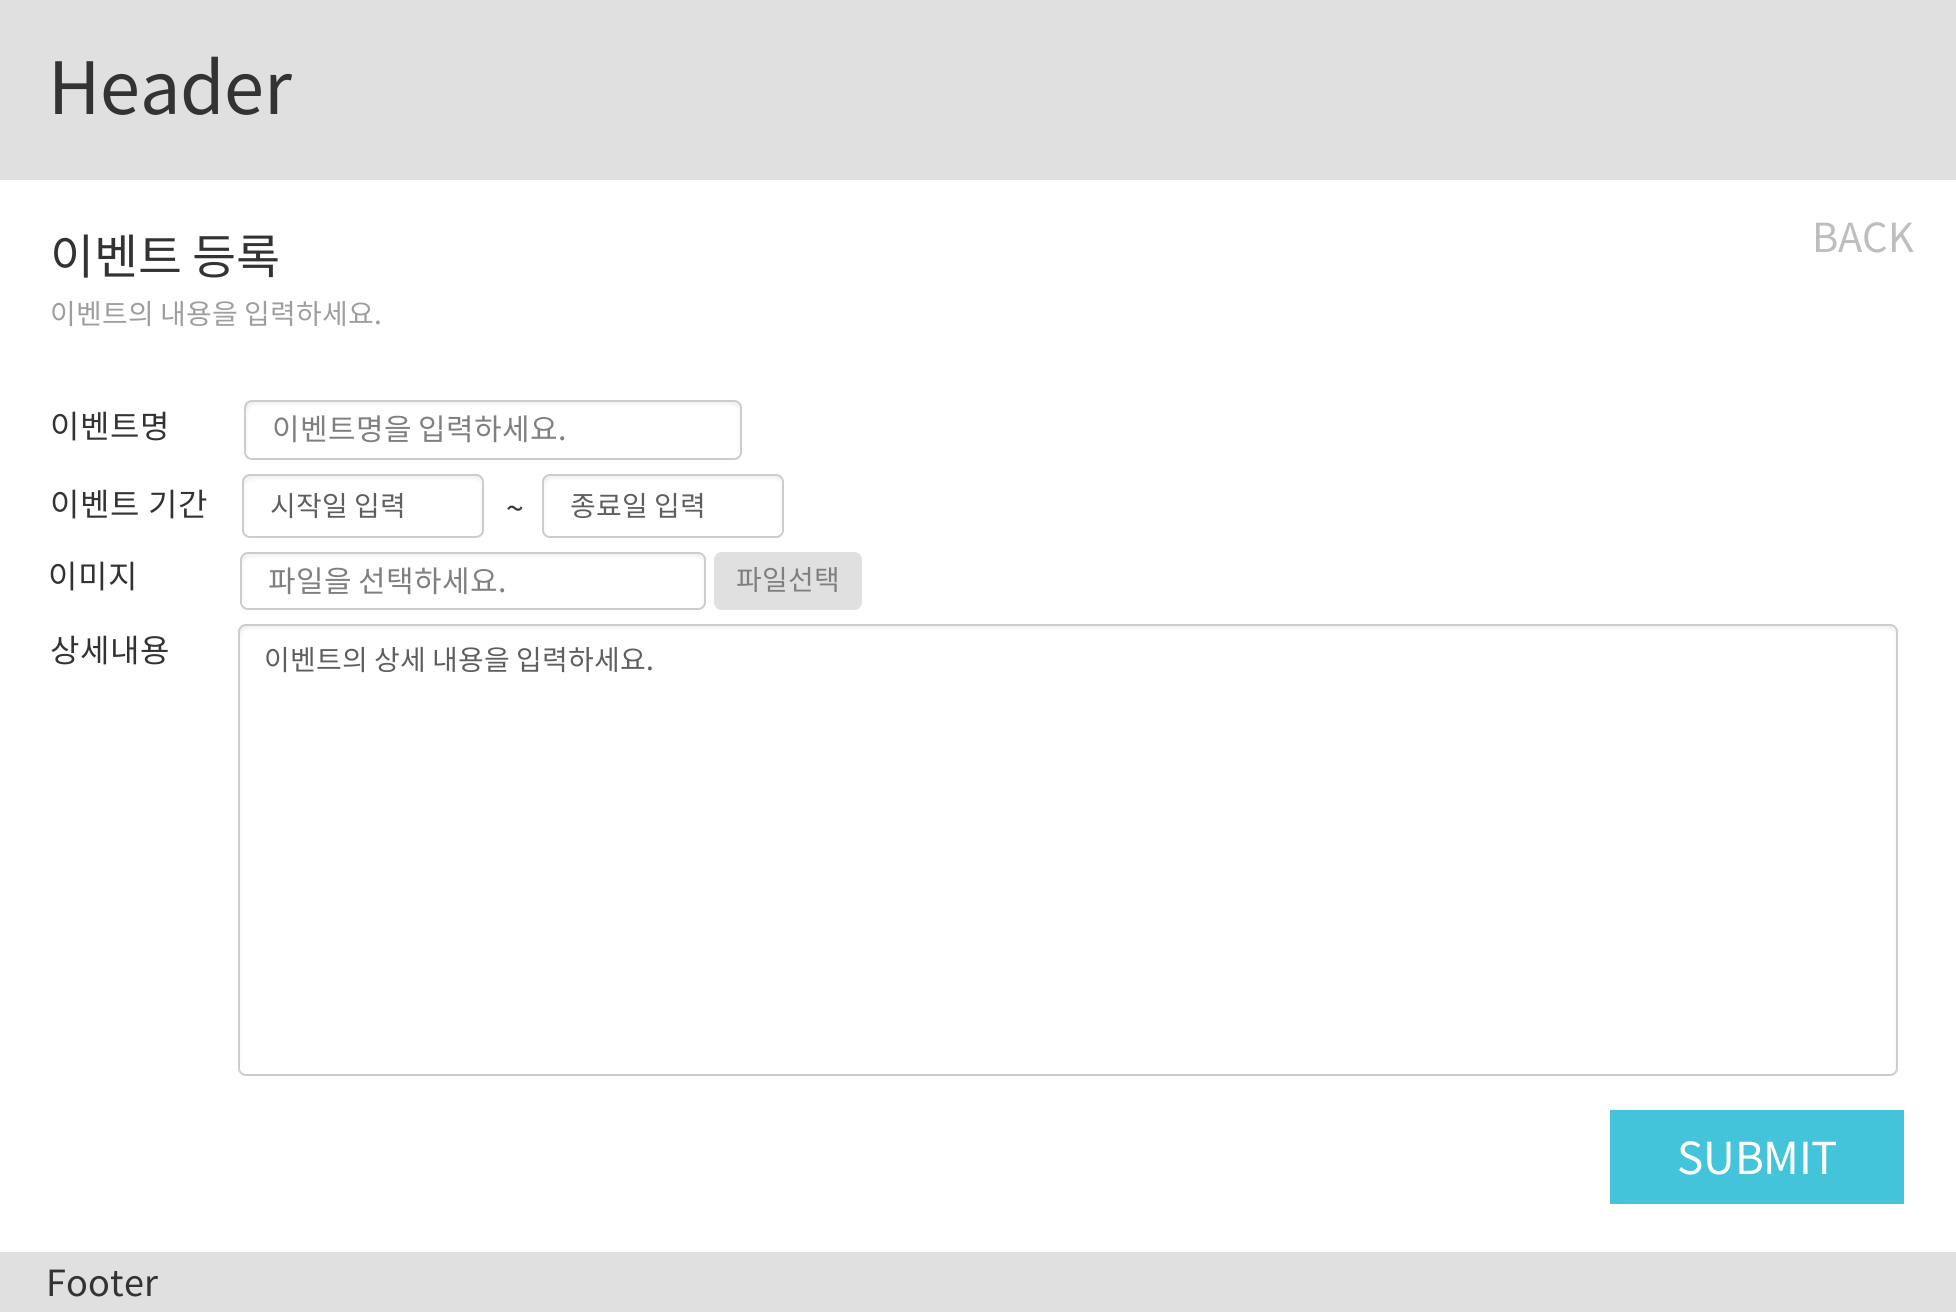 Header
이벤트 등록
BACK
이벤트의 내용을 입력하세요.
이벤트명 이벤트명을 입력하세요.
이벤트 기간 시작일 입력 ~ 종료일 입력
이미지 파일을 선택하세요. 파일선택
상세내용 이벤트의 상세 내용을 입력하세요.
SUBMIT
Footer